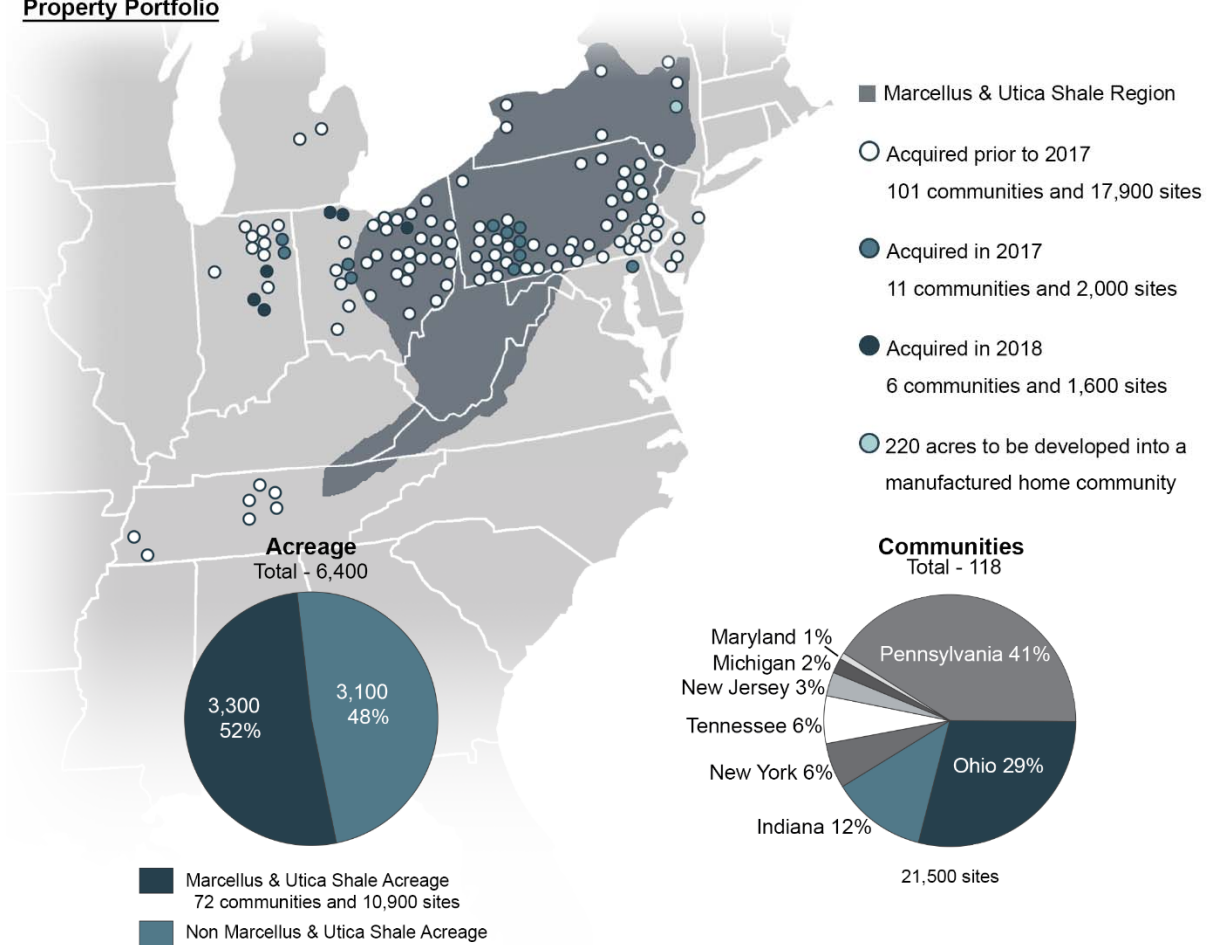 Property Portfolio
Marcellus & Utica Shale Region
Acquired prior to 2017
101 communities and 17,900 sites
Acquired in 2017
11 communities and 2,000 sites
Acquired in 2018
6 communities and 1,600 sites
220 acres to be developed into a
manufactured home community
Acreage
Total - 6,400
3,300
52%
3,100
48%
Marcellus & Utica Shale Acreage
72 communities and 10,900 sites
Non Marcellus & Utica Shale Acreage
Communities
Total - 118
Maryland 1%
Michigan 2%
New Jersey 3%
Tennessee 6%
New York 6%
Indiana 12%
Pennsylvania 41%
Ohio 29%
21,500 sites